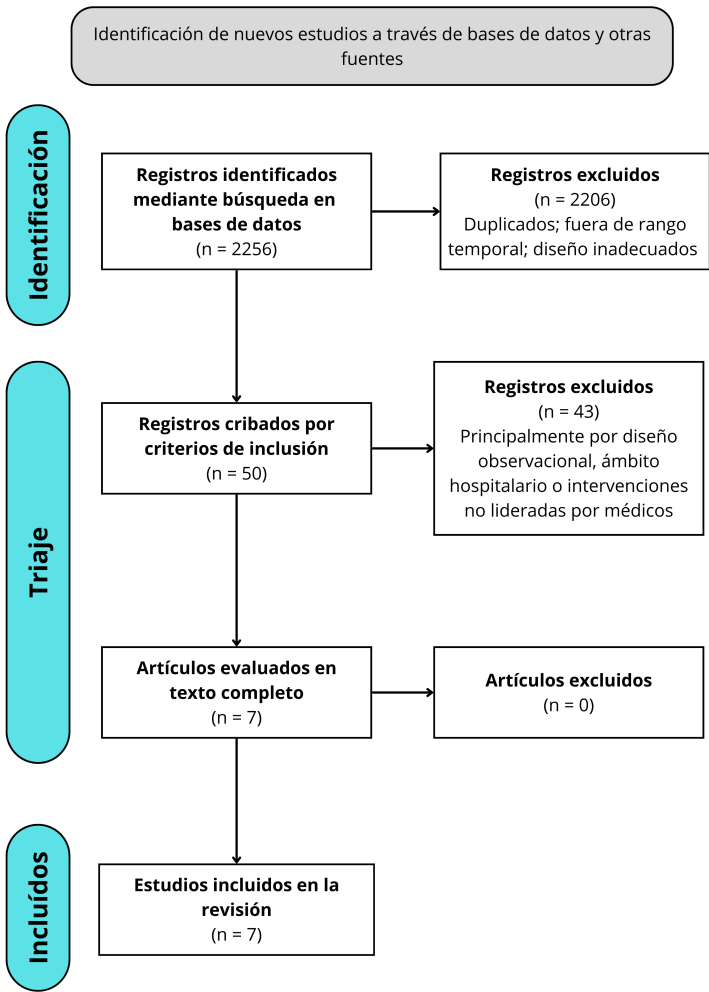 Identificación de nuevos estudios a través de bases de datos y otras
fuentes
Identificación
Registros identificados
mediante búsqueda en
bases de datos
(n = 2256)
Registros excluidos
(n = 2206)
Duplicados; fuera de rango
temporal; diseño inadecuados
Triaje
Registros cribados por
criterios de inclusión
(n = 50)
Registros excluidos
(n = 43)
Principalmente por diseño
observacional, ámbito
hospitalario o intervenciones
no lideradas por médicos
Artículos evaluados en
texto completo
(n = 7)
Artículos excluidos
(n = 0)
Incluídos
Estudios incluidos en la
revisión
(n = 7)